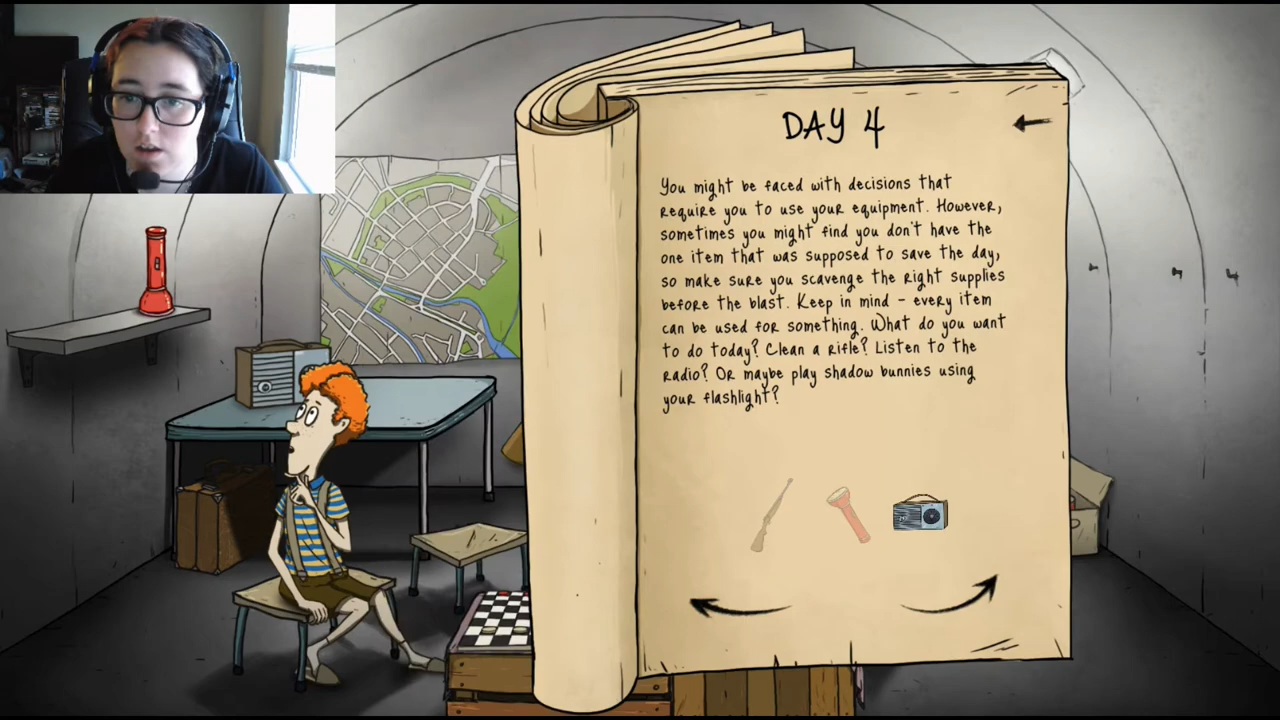 DAY 4
You might be faced with decisions that
require you to use your equipment. However,
sometimes you might find you don't have the
one item that was supposed to save the day,
so make sure you scavenge the right supplies
before the blast. Keep in mind - every item
can be used for something. What do you want
to do today? Clean a rifle? Listen to the
radio? Or maybe play shadow bunnies using
your flashlight?